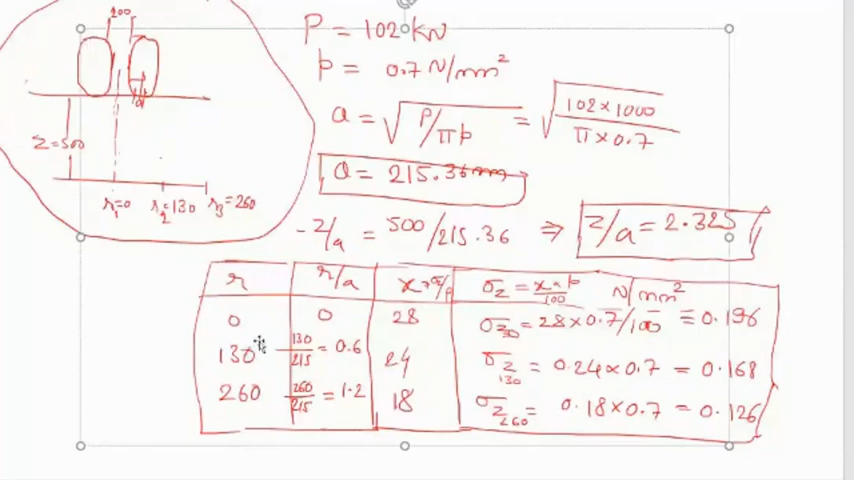 200
a
z=500
r₁=0 r₂=130 r₃=260
P = 102 kN
p = 0.7 N/mm²
a = √(P/πp) = √((102×1000)/(π×0.7))
a = 215.36mm
- z/a = 500/215.36 ⇒ z/a = 2.325
r r/a x=σ/p σz = (x×p)/100 N/mm²
0 0 28 σz₀ = 28×0.7/100 = 0.196
130 130/215 = 0.6 24 σz₁₃₀ = 0.24×0.7 = 0.168
260 260/215 = 1.2 18 σz₂₆₀ = 0.18×0.7 = 0.126